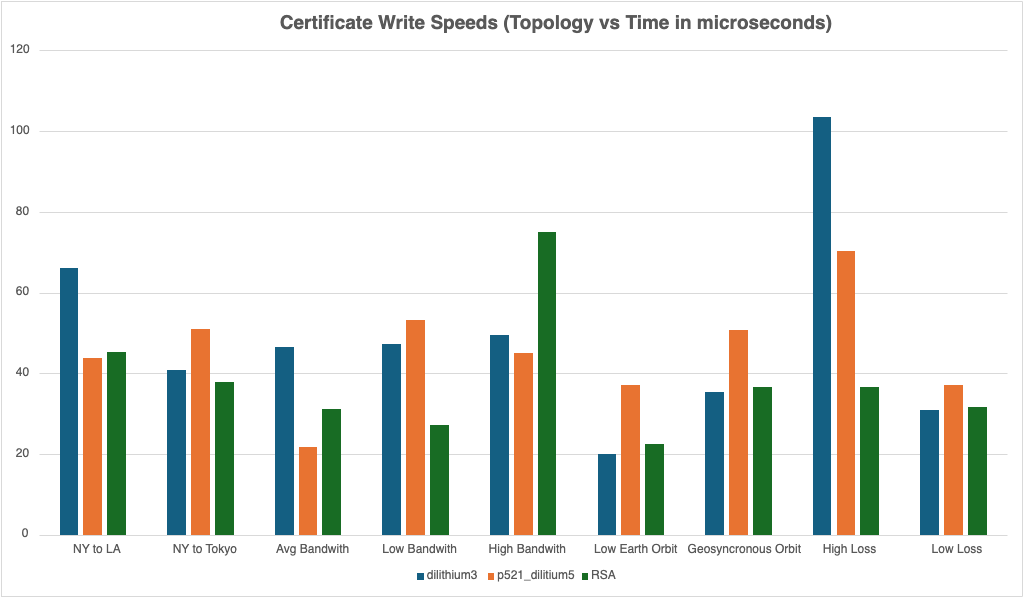 Certificate Write Speeds (Topology vs Time in microseconds)
120
100
80
60
40
20
0
NY to LA NY to Tokyo Avg Bandwith Low Bandwith High Bandwith Low Earth Orbit Geosyncronous Orbit High Loss Low Loss
dilithium3 p521_dilitium5 RSA